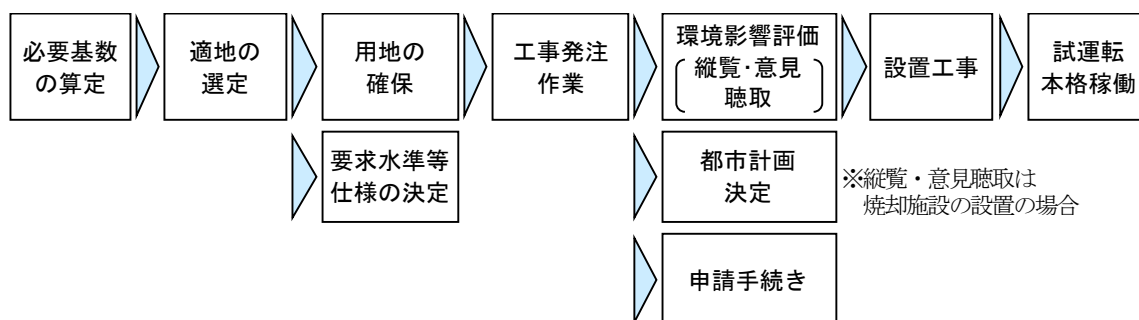 必要基数
の算定
適地の
選定
用地の
確保
工事発注
作業
環境影響評価
縦覧・意見
聴取
設置工事
試運転
本格稼働
要求水準等
仕様の決定
都市計画
決定
※縦覧・意見聴取は
焼却施設の設置の場合
申請手続き